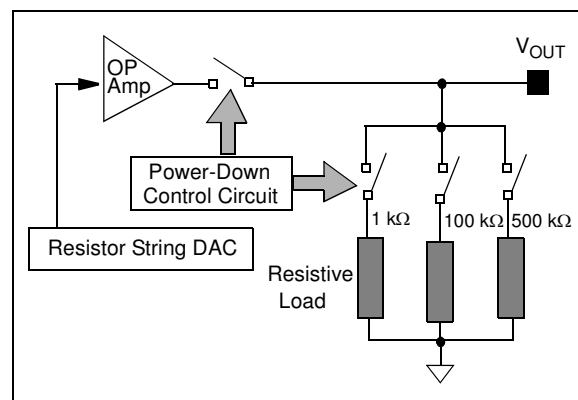 OP
Amp
VOUT
Power-Down
Control Circuit
1 kΩ
100 kΩ
500 kΩ
Resistor String DAC
Resistive
Load